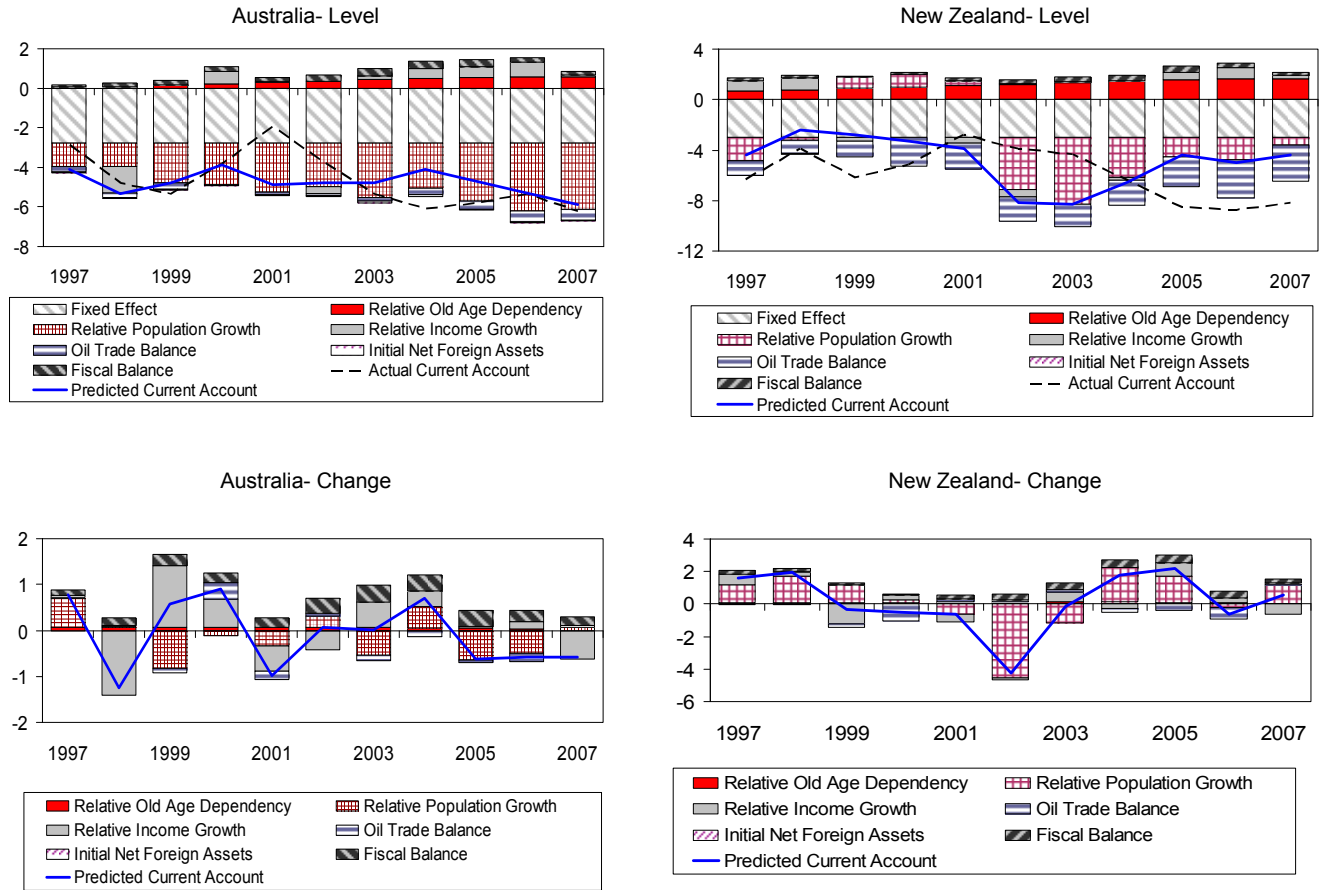 Australia- Level
2
0
-2
-4
-6
-8
1997 1999 2001 2003 2005 2007
Fixed Effect Relative Old Age Dependency
Relative Population Growth Relative Income Growth
Oil Trade Balance Initial Net Foreign Assets
Fiscal Balance Actual Current Account
Predicted Current Account
New Zealand- Level
4
0
-4
-8
-12
1997 1999 2001 2003 2005 2007
Fixed Effect Relative Old Age Dependency
Relative Population Growth Relative Income Growth
Oil Trade Balance Initial Net Foreign Assets
Fiscal Balance Actual Current Account
Predicted Current Account
Australia- Change
2
1
0
-1
-2
1997 1999 2001 2003 2005 2007
Relative Old Age Dependency Relative Population Growth
Relative Income Growth Oil Trade Balance
Initial Net Foreign Assets Fiscal Balance
Predicted Current Account
New Zealand- Change
4
2
0
-2
-4
-6
1997 1999 2001 2003 2005 2007
Relative Old Age Dependency Relative Population Growth
Relative Income Growth Oil Trade Balance
Initial Net Foreign Assets Fiscal Balance
Predicted Current Account